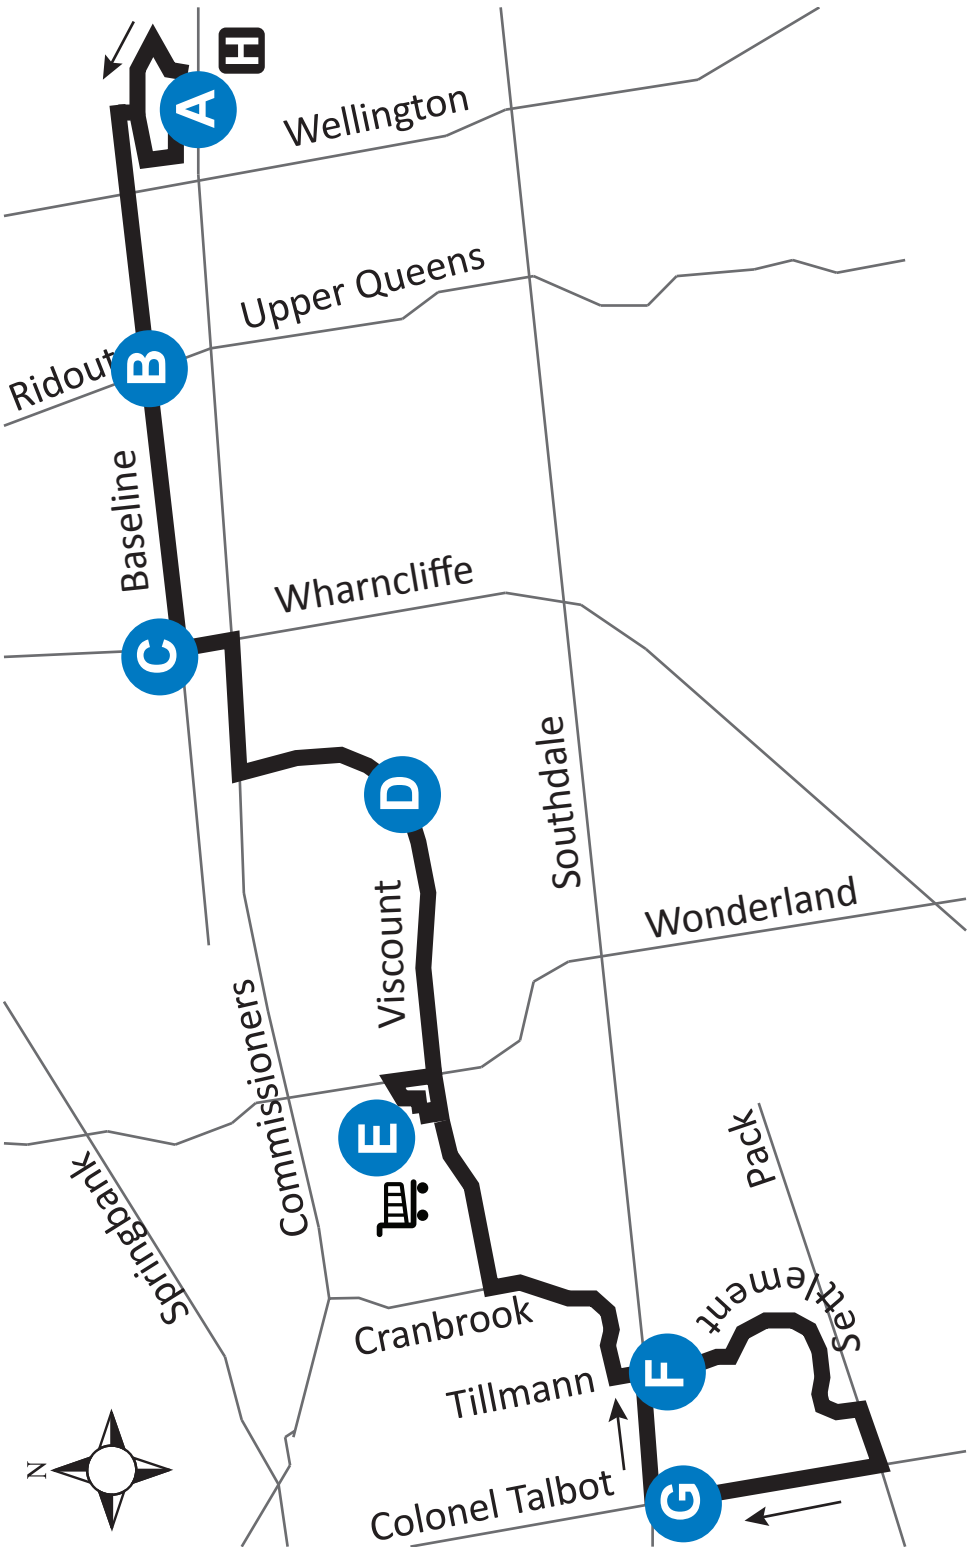 H
A
Wellington
Upper Queens
Ridout
B
Baseline
Wharncliffe
C
D
Southdale
Viscount
Wonderland
Commissioners
E
Springbank
Pack
Settlement
Cranbrook
Tillmann
F
Colonel Talbot
G
N